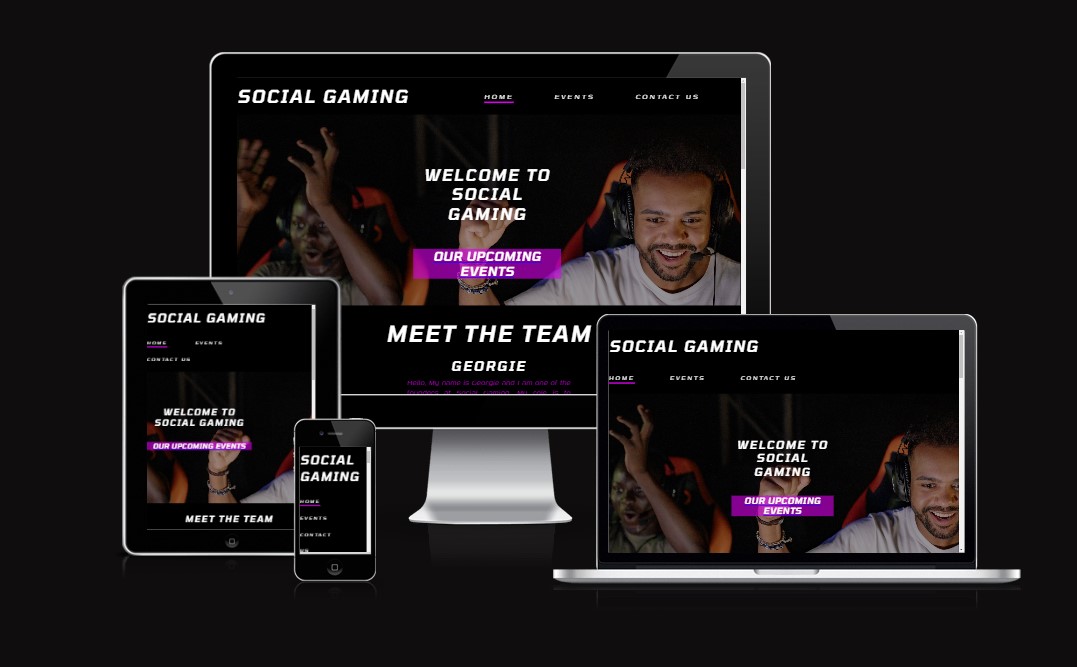 SOCIAL GAMING
HOME EVENTS CONTACT US
WELCOME TO
SOCIAL
GAMING
OUR UPCOMING
EVENTS
MEET THE TEAM
GEORGIE
Hello, My name is Georgie and I am one of the
founders of Social Gaming. My role is to
SOCIAL GAMING
HOME EVENTS
CONTACT US
WELCOME TO
SOCIAL GAMING
OUR UPCOMING EVENTS
MEET THE TEAM
SOCIAL
GAMING
HOME
EVENTS
CONTACT
US
SOCIAL GAMING
HOME EVENTS CONTACT US
WELCOME TO
SOCIAL
GAMING
OUR UPCOMING
EVENTS